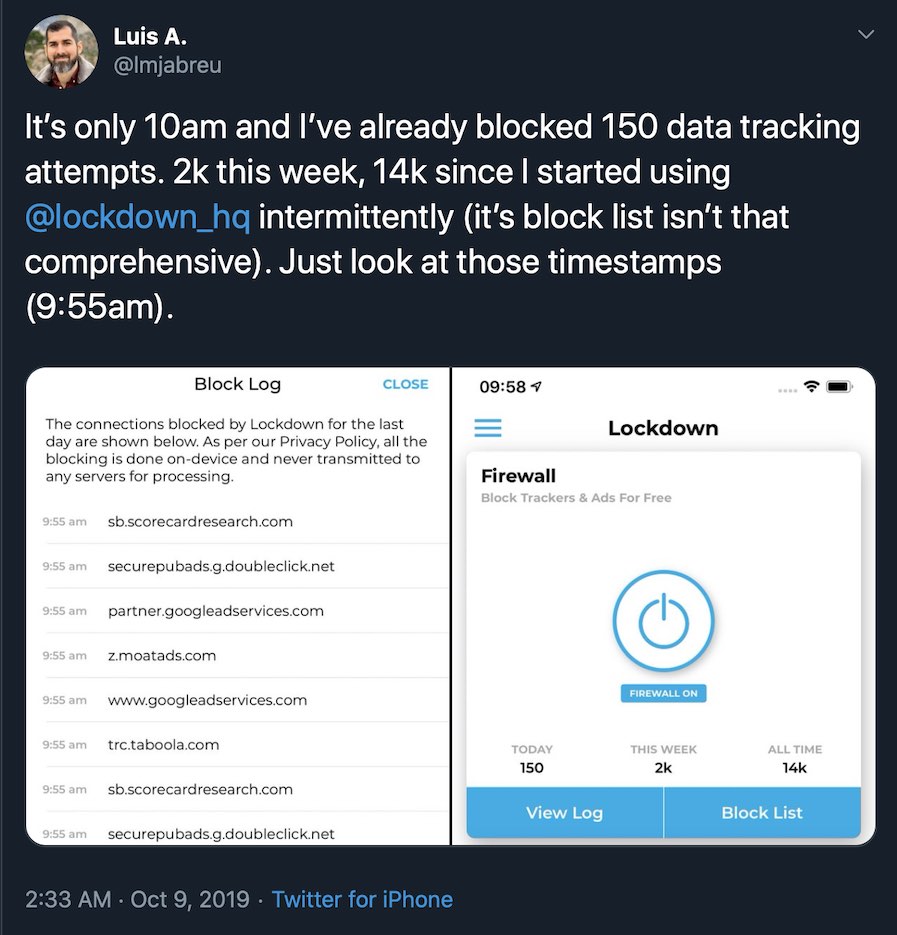 Luis A.
@lmjabreu
It’s only 10am and I’ve already blocked 150 data tracking
attempts. 2k this week, 14k since I started using
@lockdown_hq intermittently (it’s block list isn’t that
comprehensive). Just look at those timestamps
(9:55am).
Block Log
CLOSE
The connections blocked by Lockdown for the last
day are shown below. As per our Privacy Policy, all the
blocking is done on-device and never transmitted to
any servers for processing.
9:55 am sb.scorecardresearch.com
9:55 am securepubads.g.doubleclick.net
9:55 am partner.googleadservices.com
9:55 am z.moatads.com
9:55 am www.googleadservices.com
9:55 am trc.taboola.com
9:55 am sb.scorecardresearch.com
9:55 am securepubads.g.doubleclick.net
09:58
Lockdown
Firewall
Block Trackers & Ads For Free
FIREWALL ON
TODAY THIS WEEK ALL TIME
150 2k 14k
View Log Block List
2:33 AM · Oct 9, 2019 · Twitter for iPhone